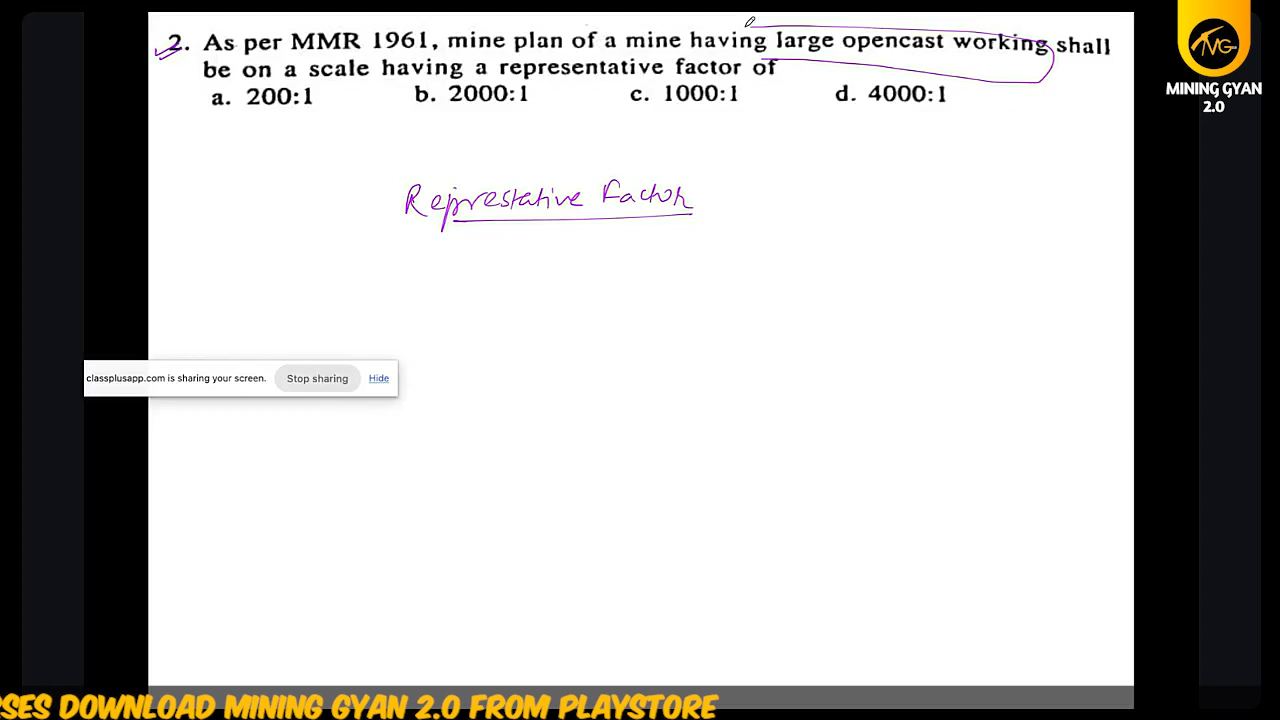 2. As per MMR 1961, mine plan of a mine having large opencast working shall
be on a scale having a representative factor of
a. 200:1 b. 2000:1 c. 1000:1 d. 4000:1
Represtative Factor
classplusapp.com is sharing your screen. Stop sharing Hide
TMG
MINING GYAN
2.0
SES DOWNLOAD MINING GYAN 2.0 FROM PLAYSTORE